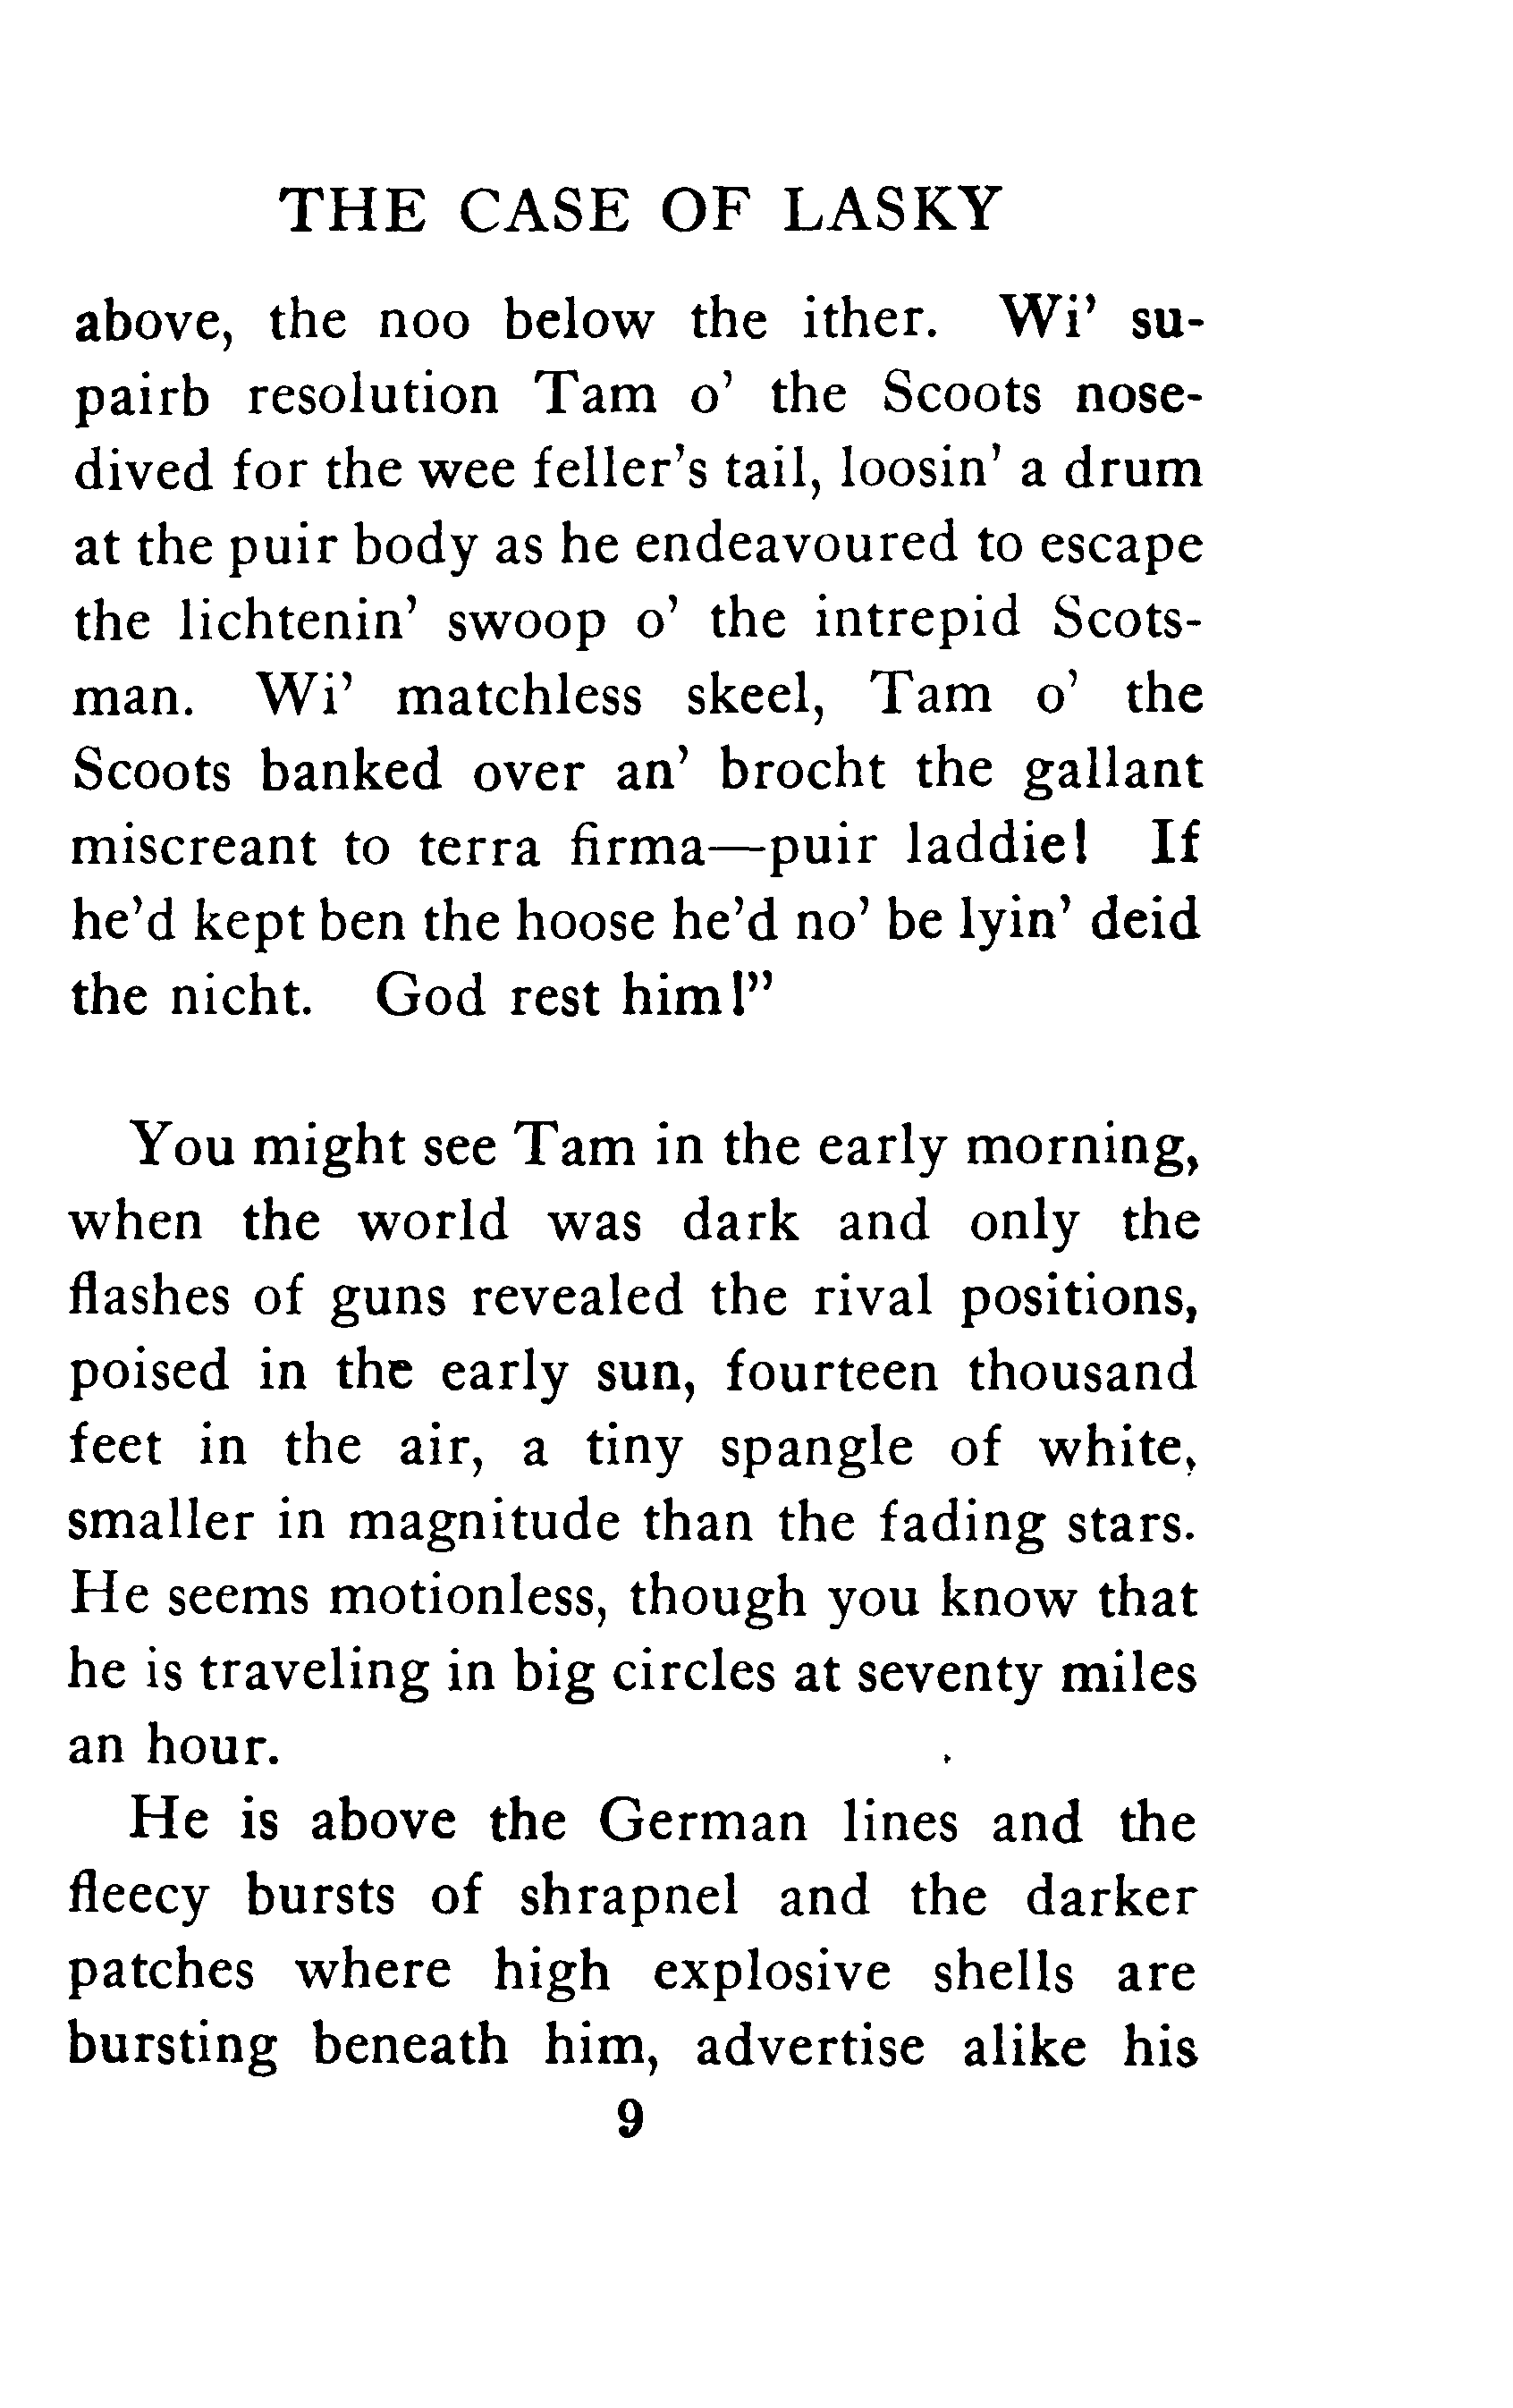 THE CASE OF LASKY
above, the noo below the ither. Wi' su-
pairb resolution Tam o' the Scoots nose-
dived for the wee feller's tail, loosin' a drum
at the puir body as he endeavoured to escape
the lichtenin' swoop o' the intrepid Scots-
man. Wi' matchless skeel, Tam o' the
Scoots banked over an' brocht the gallant
miscreant to terra firma—puir laddie! If
he'd kept ben the hoose he'd no' be lyin' deid
the nicht. God rest him!"
You might see Tam in the early morning,
when the world was dark and only the
flashes of guns revealed the rival positions,
poised in the early sun, fourteen thousand
feet in the air, a tiny spangle of white,
smaller in magnitude than the fading stars.
He seems motionless, though you know that
he is traveling in big circles at seventy miles
an hour.
He is above the German lines and the
fleecy bursts of shrapnel and the darker
patches where high explosive shells are
bursting beneath him, advertise alike his
9